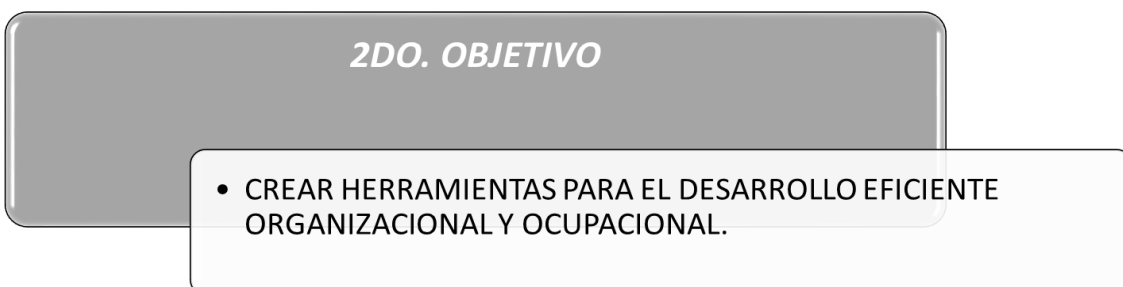 2DO. OBJETIVO
• CREAR HERRAMIENTAS PARA EL DESARROLLO EFICIENTE
ORGANIZACIONAL Y OCUPACIONAL.